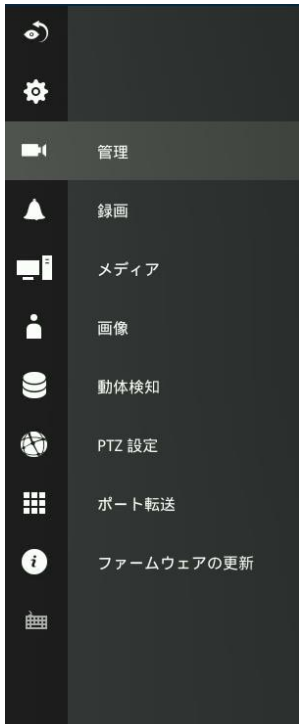 管理
録画
メディア
画像
動体検知
PTZ 設定
ポート転送
ファームウェアの更新